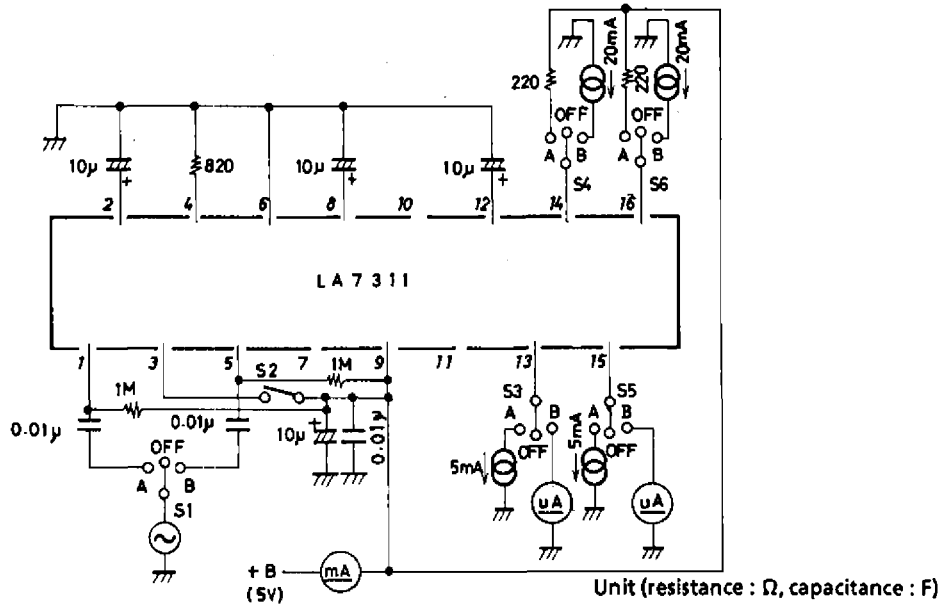 20mA 20mA
220 220
OFF OFF
A B A B
S4 S6
10μ 820 10μ 10μ
+ + +
2 4 6 8 10 12 14 16
LA7311
1 3 5 7 9 11 13 15
S2 1M
1M
0.01μ 0.01μ 10μ + 0.01μ
S3 S5
A B A B
OFF OFF
5mA 5mA
OFF
A B
S1
uA uA
+B mA
(5V)
Unit (resistance : Ω, capacitance : F)